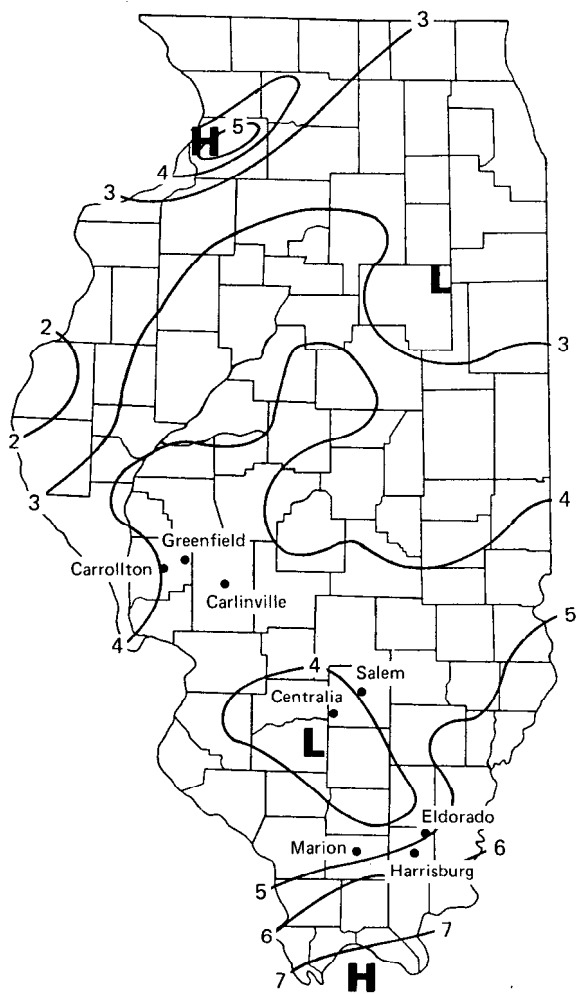 3
H 5
4
3
L
2
3
2
3
4
Greenfield
Carrollton
Carlinville
5
4
4 Salem
Centralia
L
Eldorado
Marion 6
Harrisburg
5
6 7
7 H